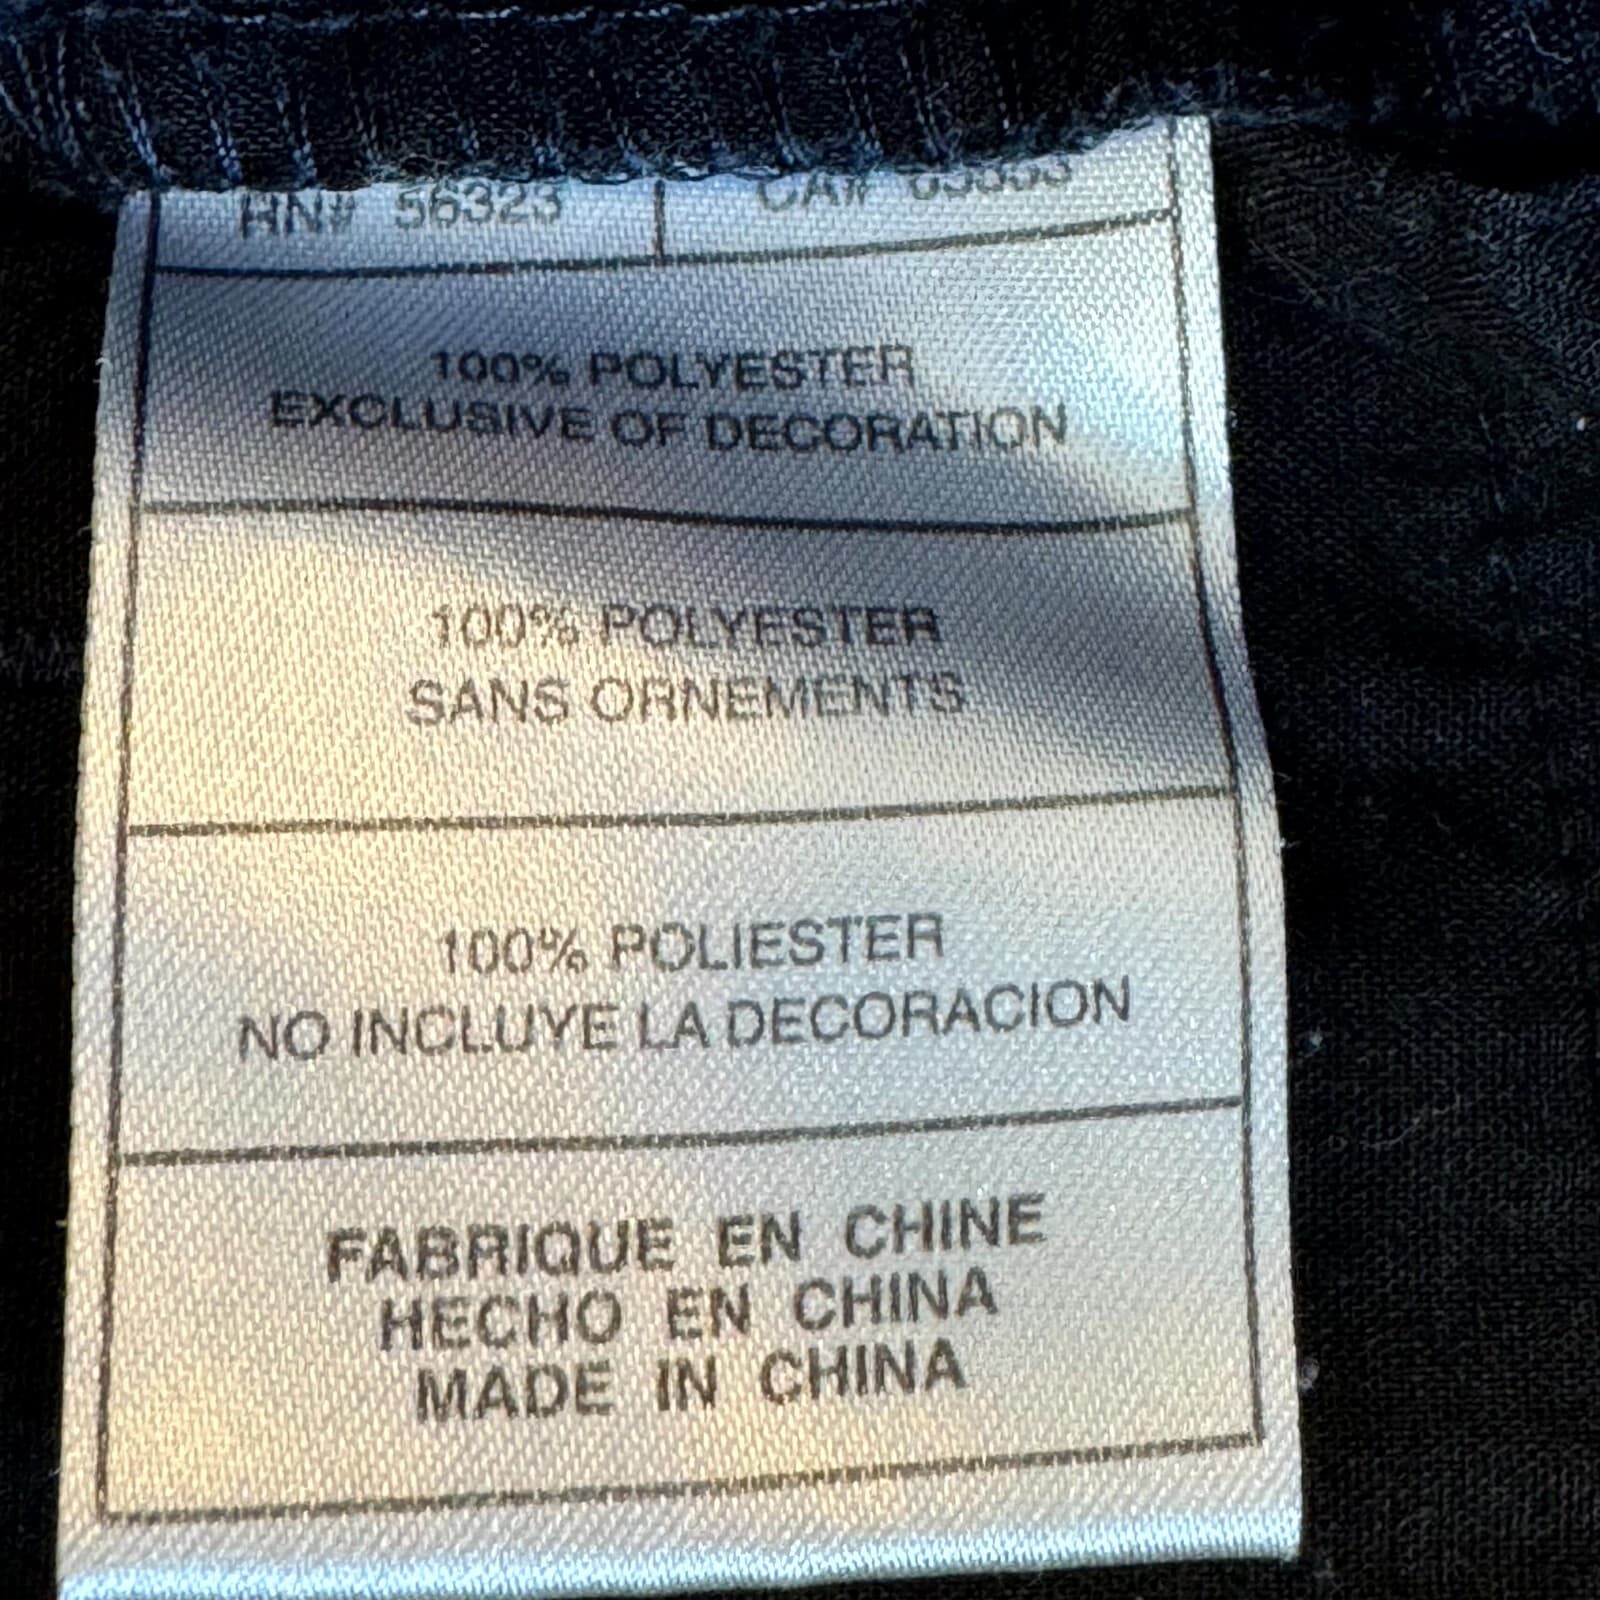 RN# 56323 CA#
100% POLYESTER
EXCLUSIVE OF DECORATION
100% POLYESTER
SANS ORNEMENTS
100% POLIESTER
NO INCLUYE LA DECORACION
FABRIQUE EN CHINE
HECHO EN CHINA
MADE IN CHINA